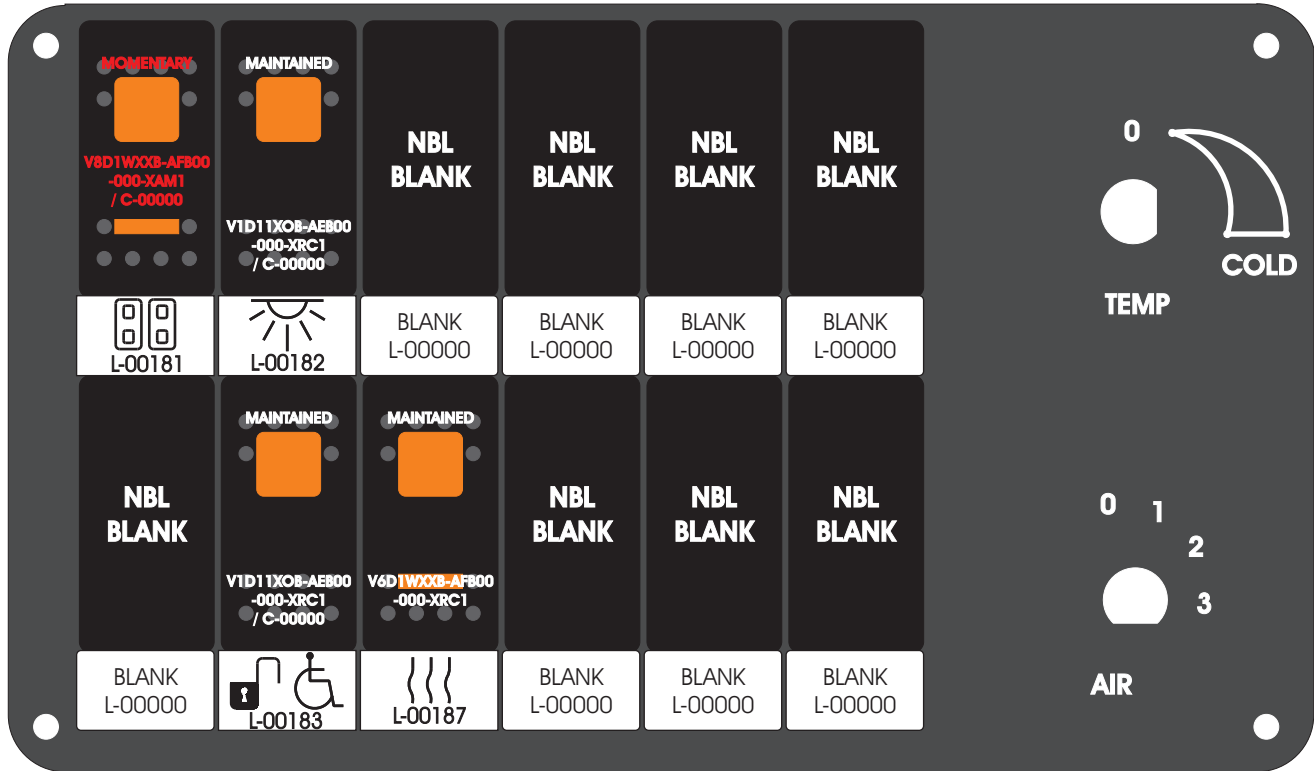 MOMENTARY
V8D1WXXB-AFB00
-000-XAM1
/ C-00000
L-00181
MAINTAINED
V1D11XOB-AEB00
-000-XRC1
/ C-00000
L-00182
NBL
BLANK
BLANK
L-00000
NBL
BLANK
BLANK
L-00000
NBL
BLANK
BLANK
L-00000
NBL
BLANK
BLANK
L-00000
0
COLD
TEMP
NBL
BLANK
BLANK
L-00000
MAINTAINED
V1D11XOB-AEB00
-000-XRC1
/ C-00000
L-00183
MAINTAINED
V6D1WXXB-AFB00
-000-XRC1
L-00187
NBL
BLANK
BLANK
L-00000
NBL
BLANK
BLANK
L-00000
NBL
BLANK
BLANK
L-00000
0
1
2
3
AIR